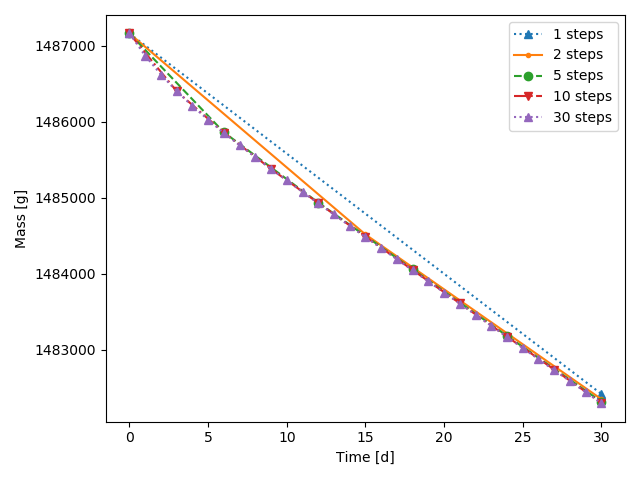 1487000
1486000
1485000
1484000
1483000
Mass [g]
0 5 10 15 20 25 30
Time [d]
1 steps
2 steps
5 steps
10 steps
30 steps